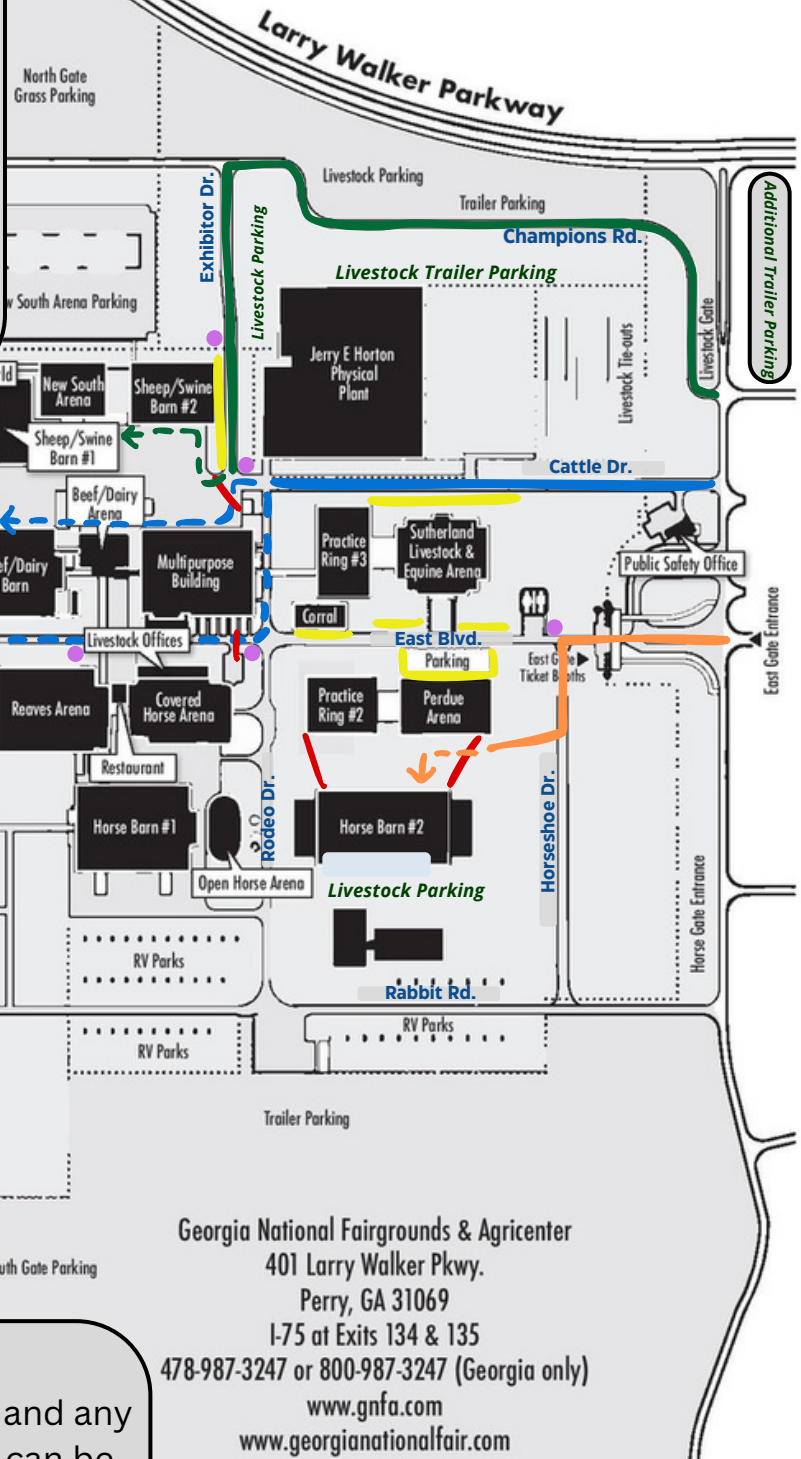 Larry Walker Parkway
North Gate
Grass Parking
Livestock Parking
Trailer Parking
Exhibitor Dr.
Livestock Parking
Champions Rd.
Additional Trailer Parking
Livestock Trailer Parking
South Arena Parking
Livestock Gate
Jerry E Horton
Physical
Plant
Livestock Tie-outs
New South
Arena
Sheep/Swine
Barn #2
Sheep/Swine
Barn #1
Cattle Dr.
Beef/Dairy
Arena
Practice
Ring #3
Sutherland
Livestock &
Equine Arena
Public Safety Office
ef/Dairy
Barn
Multipurpose
Building
Corral
Livestock Offices
East Blvd.
East Gate Entrance
Parking
East Gate
Ticket Booths
Reaves Arena
Covered
Horse Arena
Practice
Ring #2
Perdue
Arena
Restaurant
Rodeo Dr.
Horseshoe Dr.
Horse Barn #1
Horse Barn #2
Open Horse Arena
Livestock Parking
Horse Gate Entrance
RV Parks
Rabbit Rd.
RV Parks
RV Parks
Trailer Parking
Georgia National Fairgrounds & Agricenter
401 Larry Walker Pkwy.
Perry, GA 31069
uth Gate Parking
I-75 at Exits 134 & 135
478-987-3247 or 800-987-3247 (Georgia only)
www.gnfa.com
www.georgianationalfair.com
and any
can be